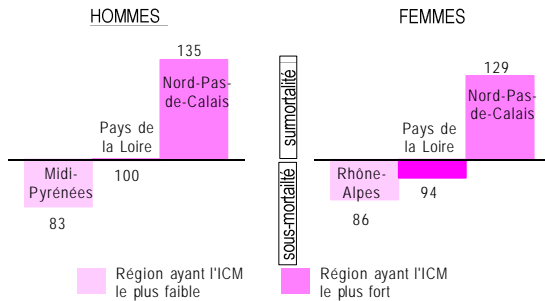 HOMMES
135
Nord-Pas-
de-Calais
Pays de
la Loire
Midi-
Pyrénées
100
83
surmortalité
sous-mortalité
FEMMES
129
Nord-Pas-
de-Calais
Pays de
la Loire
Rhône-
Alpes
94
86
Région ayant l'ICM
le plus faible
Région ayant l'ICM
le plus fort